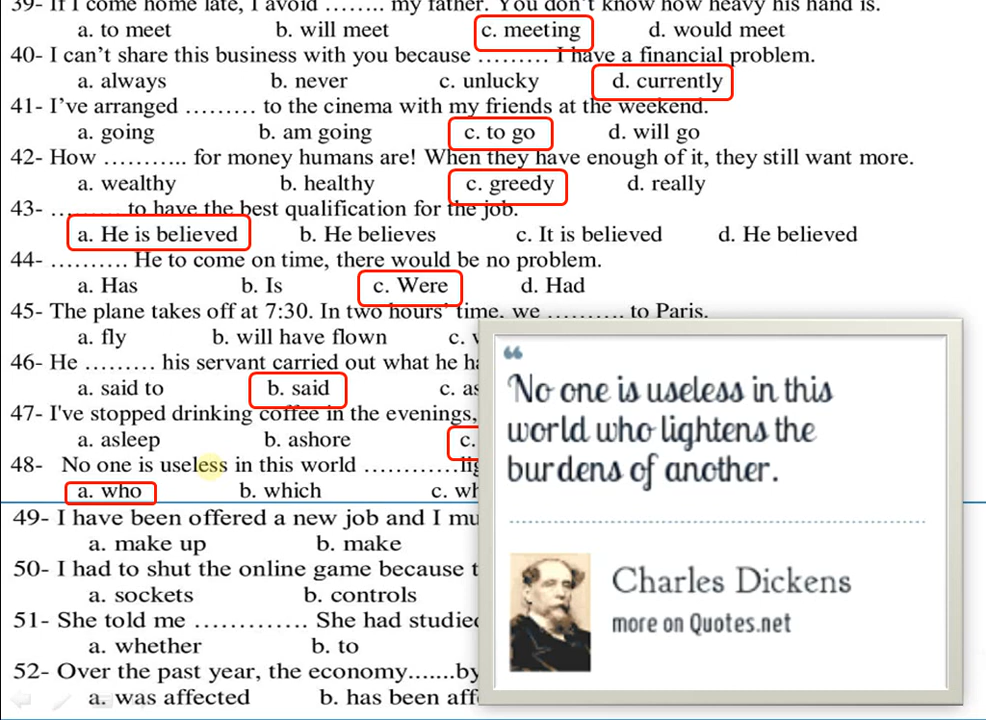 39- If I come home late, I avoid …….. my father. You don't know how heavy his hand is.
a. to meet b. will meet c. meeting d. would meet
40- I can't share this business with you because ……… I have a financial problem.
a. always b. never c. unlucky d. currently
41- I've arranged ……… to the cinema with my friends at the weekend.
a. going b. am going c. to go d. will go
42- How ……….. for money humans are! When they have enough of it, they still want more.
a. wealthy b. healthy c. greedy d. really
43- ……… to have the best qualification for the job.
a. He is believed b. He believes c. It is believed d. He believed
44- ………. He to come on time, there would be no problem.
a. Has b. Is c. Were d. Had
45- The plane takes off at 7:30. In two hours' time, we ………. to Paris.
a. fly b. will have flown c.
46- He ……… his servant carried out what he
a. said to b. said c.
47- I've stopped drinking coffee in the evenings,
a. asleep b. ashore c.
48- No one is useless in this world …………
a. who b. which c.
49- I have been offered a new job and I
a. make up b. make
50- I had to shut the online game because
a. sockets b. controls
51- She told me …………. She had
a. whether b. to
52- Over the past year, the economy.......by
a. was affected b. has been
“
No one is useless in this
world who lightens the
burdens of another.
Charles Dickens
more on Quotes.net